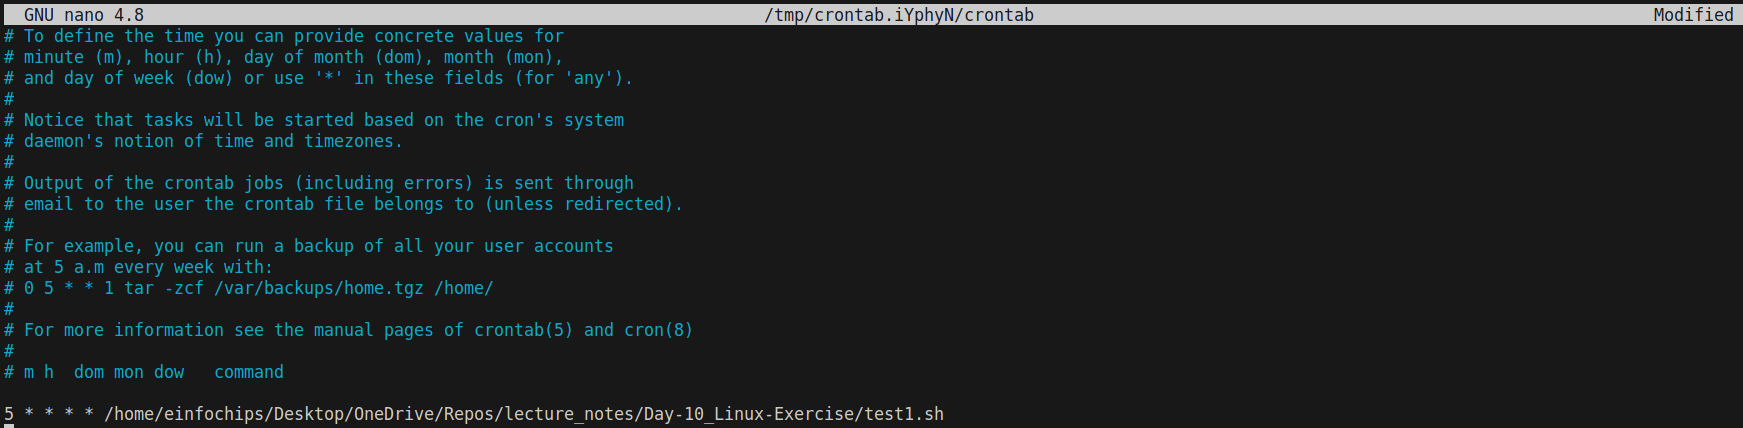 GNU nano 4.8 /tmp/crontab.iYphyN/crontab Modified
# To define the time you can provide concrete values for
# minute (m), hour (h), day of month (dom), month (mon),
# and day of week (dow) or use '*' in these fields (for 'any').
#
# Notice that tasks will be started based on the cron's system
# daemon's notion of time and timezones.
#
# Output of the crontab jobs (including errors) is sent through
# email to the user the crontab file belongs to (unless redirected).
#
# For example, you can run a backup of all your user accounts
# at 5 a.m every week with:
# 0 5 * * 1 tar -zcf /var/backups/home.tgz /home/
#
# For more information see the manual pages of crontab(5) and cron(8)
#
# m h  dom mon dow   command
5 * * * * /home/einfochips/Desktop/OneDrive/Repos/lecture_notes/Day-10_Linux-Exercise/test1.sh